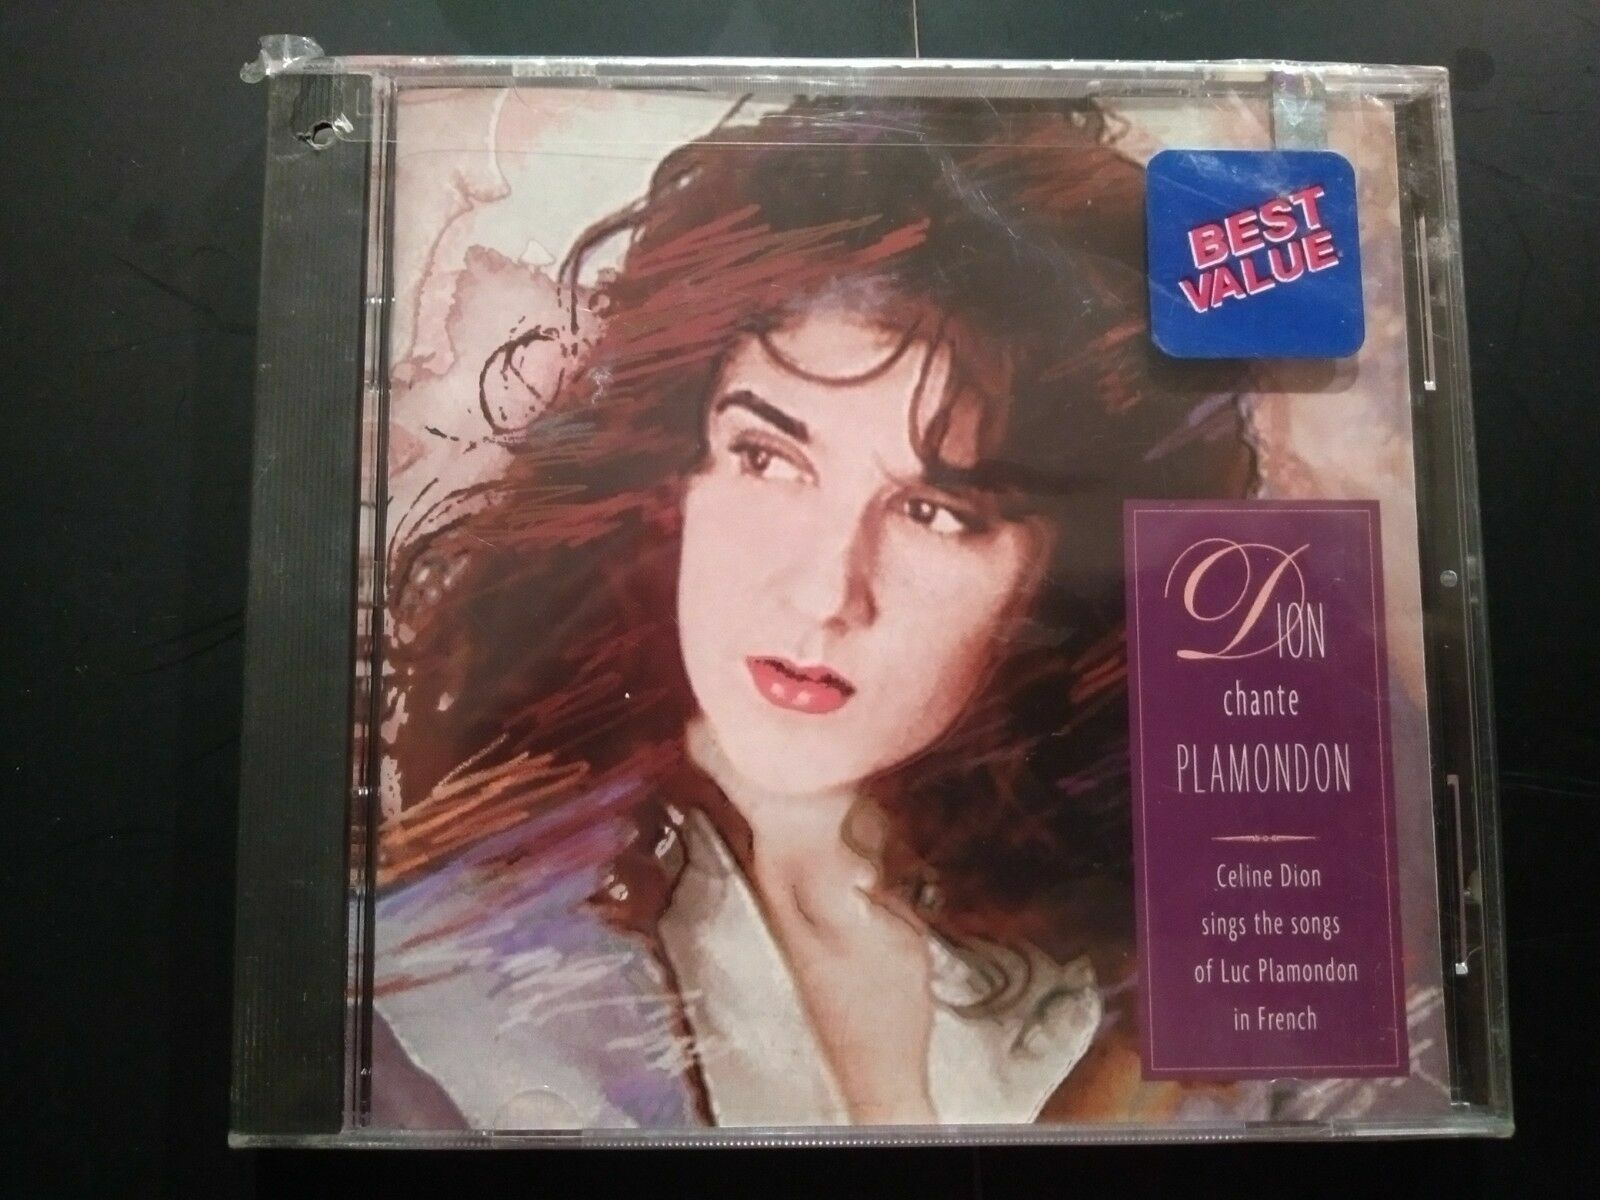 BEST
VALUE
DION
chante
PLAMONDON
Celine Dion
sings the songs
of Luc Plamondon
in French